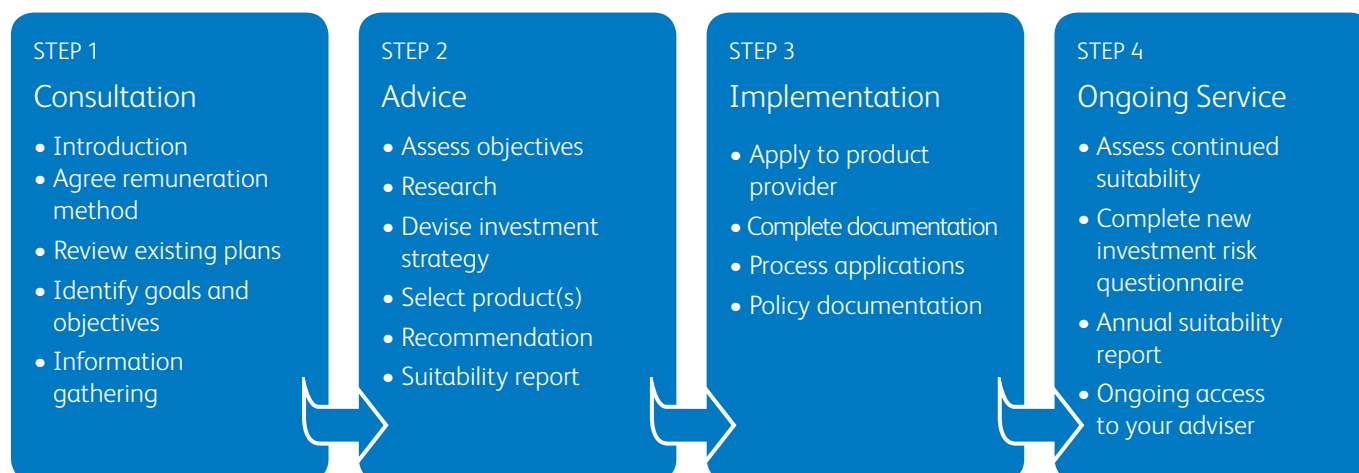 STEP 1
Consultation
• Introduction
• Agree remuneration
method
• Review existing plans
• Identify goals and
objectives
• Information
gathering
STEP 2
Advice
• Assess objectives
• Research
• Devise investment
strategy
• Select product(s)
• Recommendation
• Suitability report
STEP 3
Implementation
• Apply to product
provider
• Complete documentation
• Process applications
• Policy documentation
STEP 4
Ongoing Service
• Assess continued
suitability
• Complete new
investment risk
questionnaire
• Annual suitability
report
• Ongoing access
to your adviser